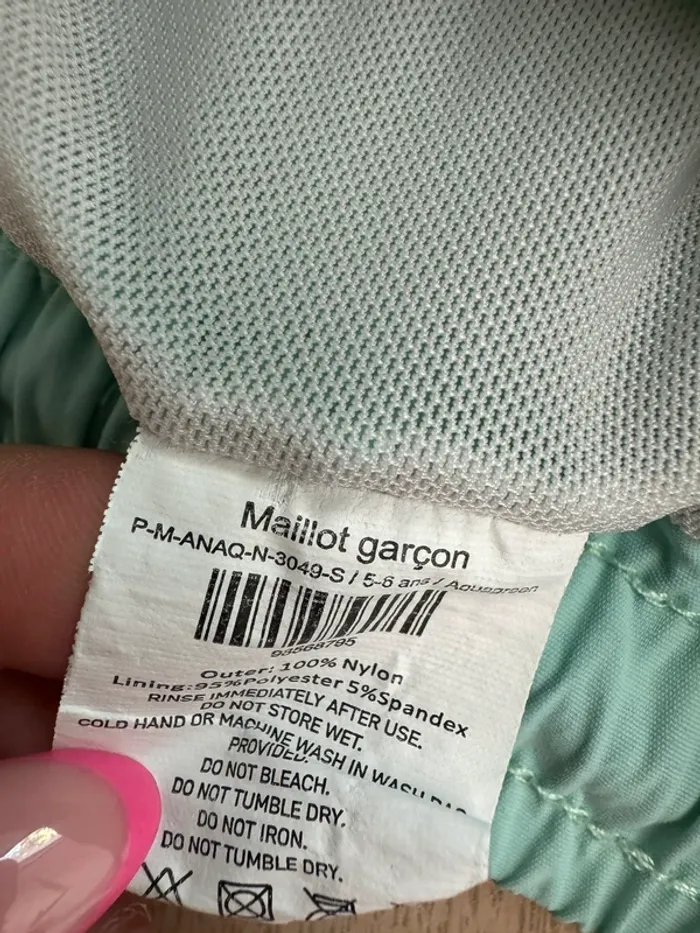 Maillot garçon
P-M-ANAQ-N-3049-S / 5-6 ans / Aquagreen
93568795
Outer: 100% Nylon
Lining:95%Polyester 5%Spandex
RINSE IMMEDIATELY AFTER USE.
DO NOT STORE WET.
COLD HAND OR MACHINE WASH IN WASH BAG
PROVIDED.
DO NOT BLEACH.
DO NOT TUMBLE DRY.
DO NOT IRON.
DO NOT TUMBLE DRY.